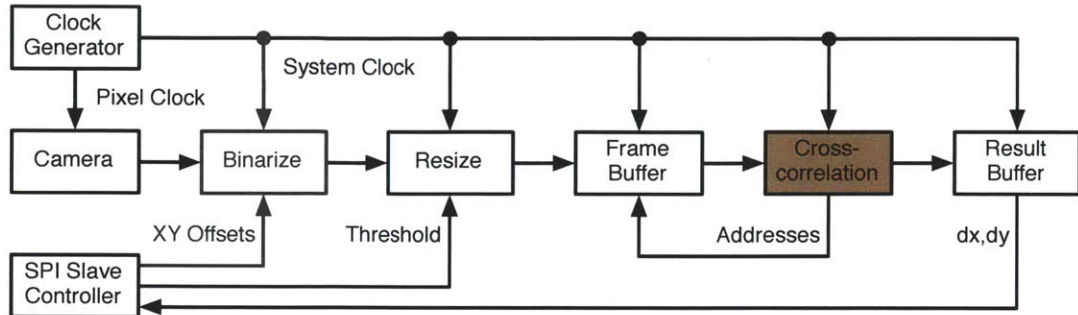 Clock
Generator
System Clock
Pixel Clock
Camera
Binarize
Resize
Frame
Buffer
Cross-
correlation
Result
Buffer
XY Offsets
Threshold
Addresses
dx,dy
SPI Slave
Controller